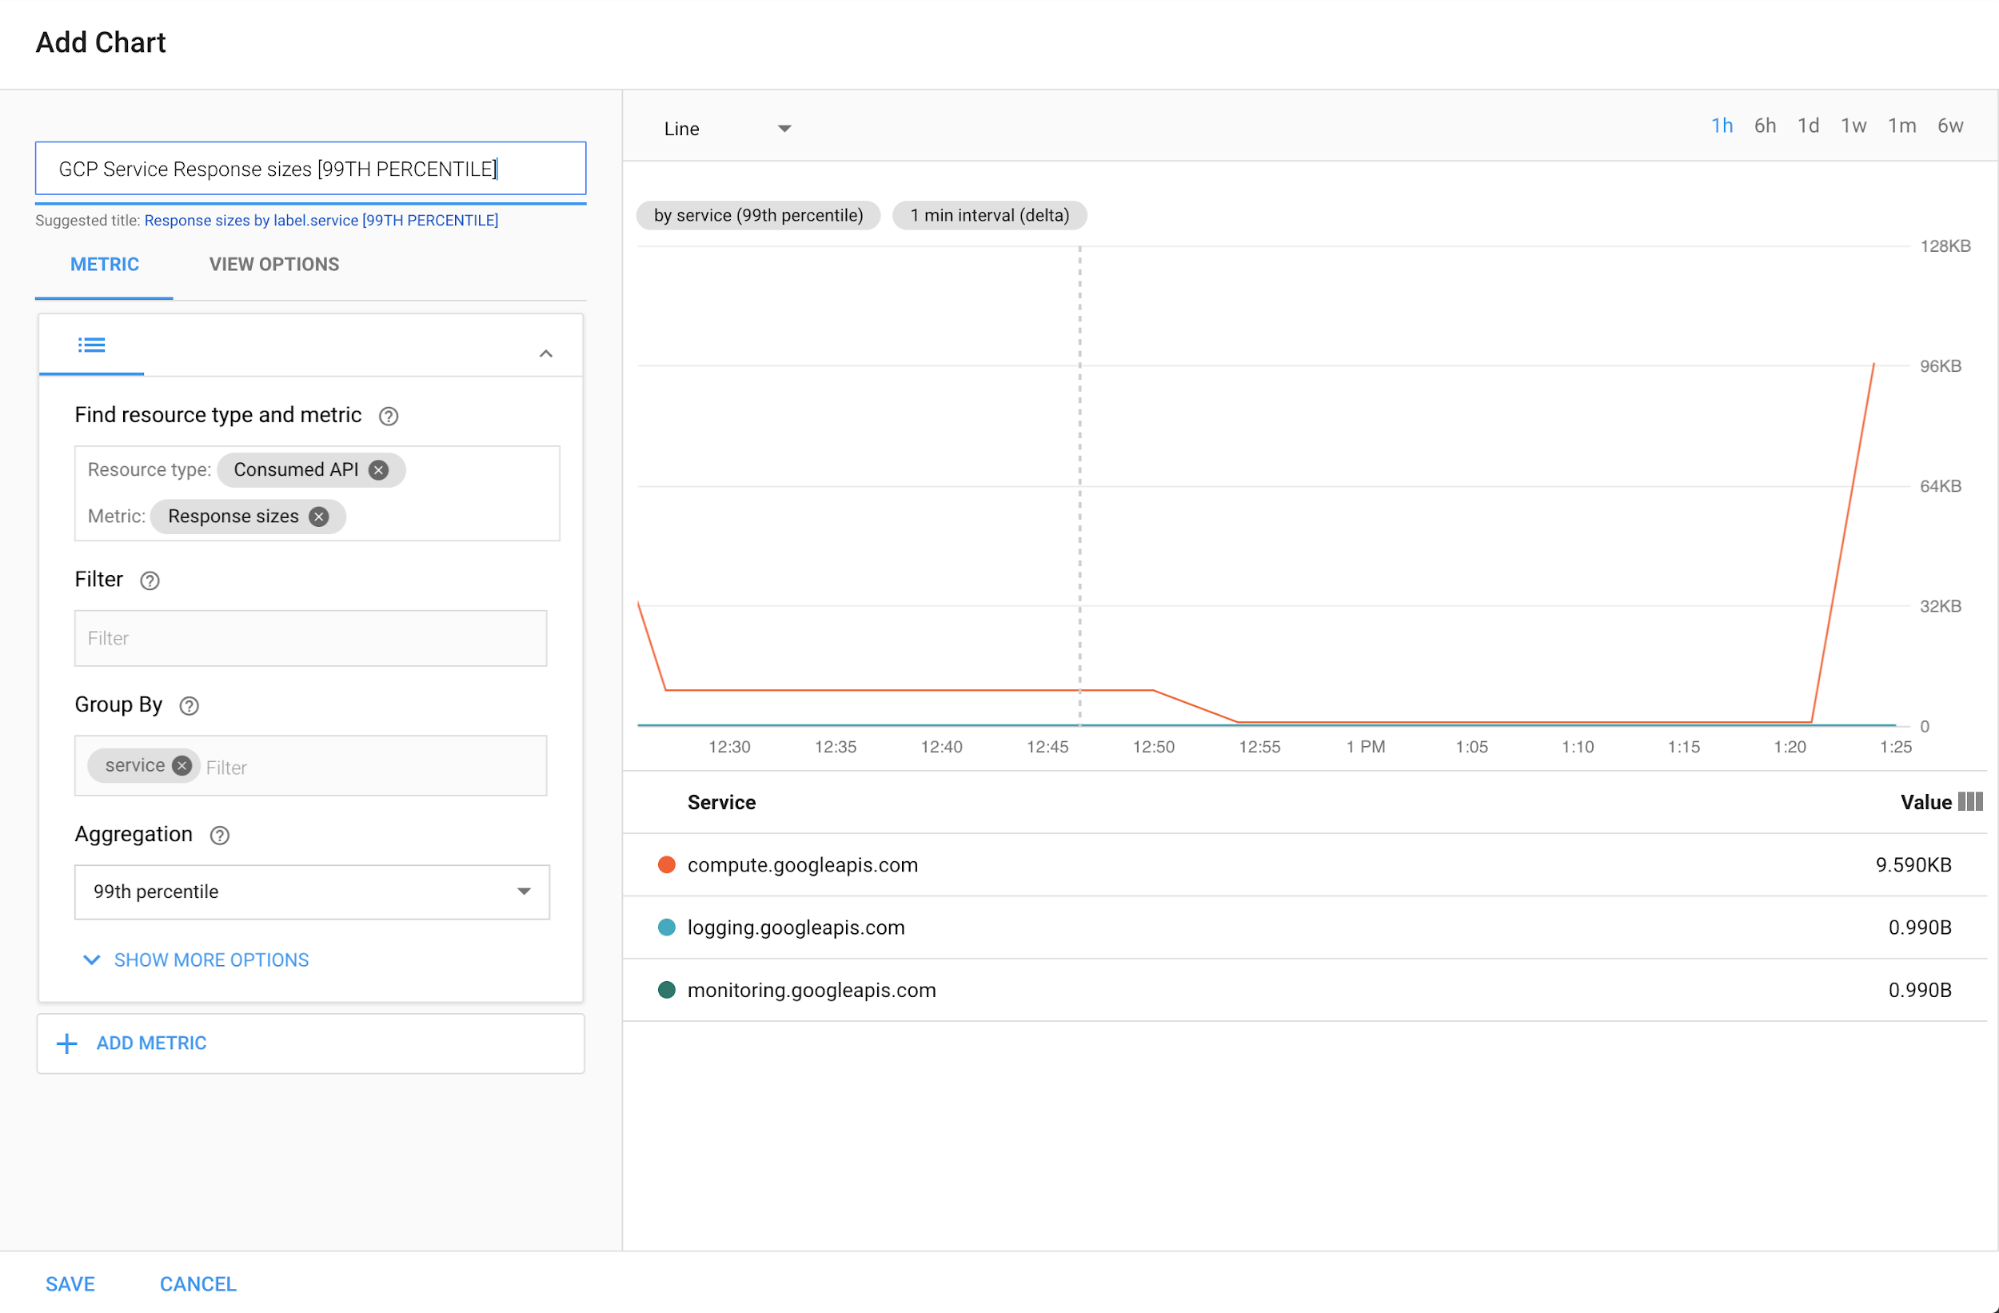 Add Chart
GCP Service Response sizes [99TH PERCENTILE]
Suggested title: Response sizes by label.service [99TH PERCENTILE]
METRIC VIEW OPTIONS
Find resource type and metric ?
Resource type: Consumed API
Metric: Response sizes
Filter ?
Filter
Group By ?
service Filter
Aggregation ?
99th percentile
SHOW MORE OPTIONS
+ ADD METRIC
Line
1h 6h 1d 1w 1m 6w
by service (99th percentile) 1 min interval (delta)
128KB
96KB
64KB
32KB
0
12:30 12:35 12:40 12:45 12:50 12:55 1 PM 1:05 1:10 1:15 1:20 1:25
Service Value
compute.googleapis.com 9.590KB
logging.googleapis.com 0.990B
monitoring.googleapis.com 0.990B
SAVE CANCEL